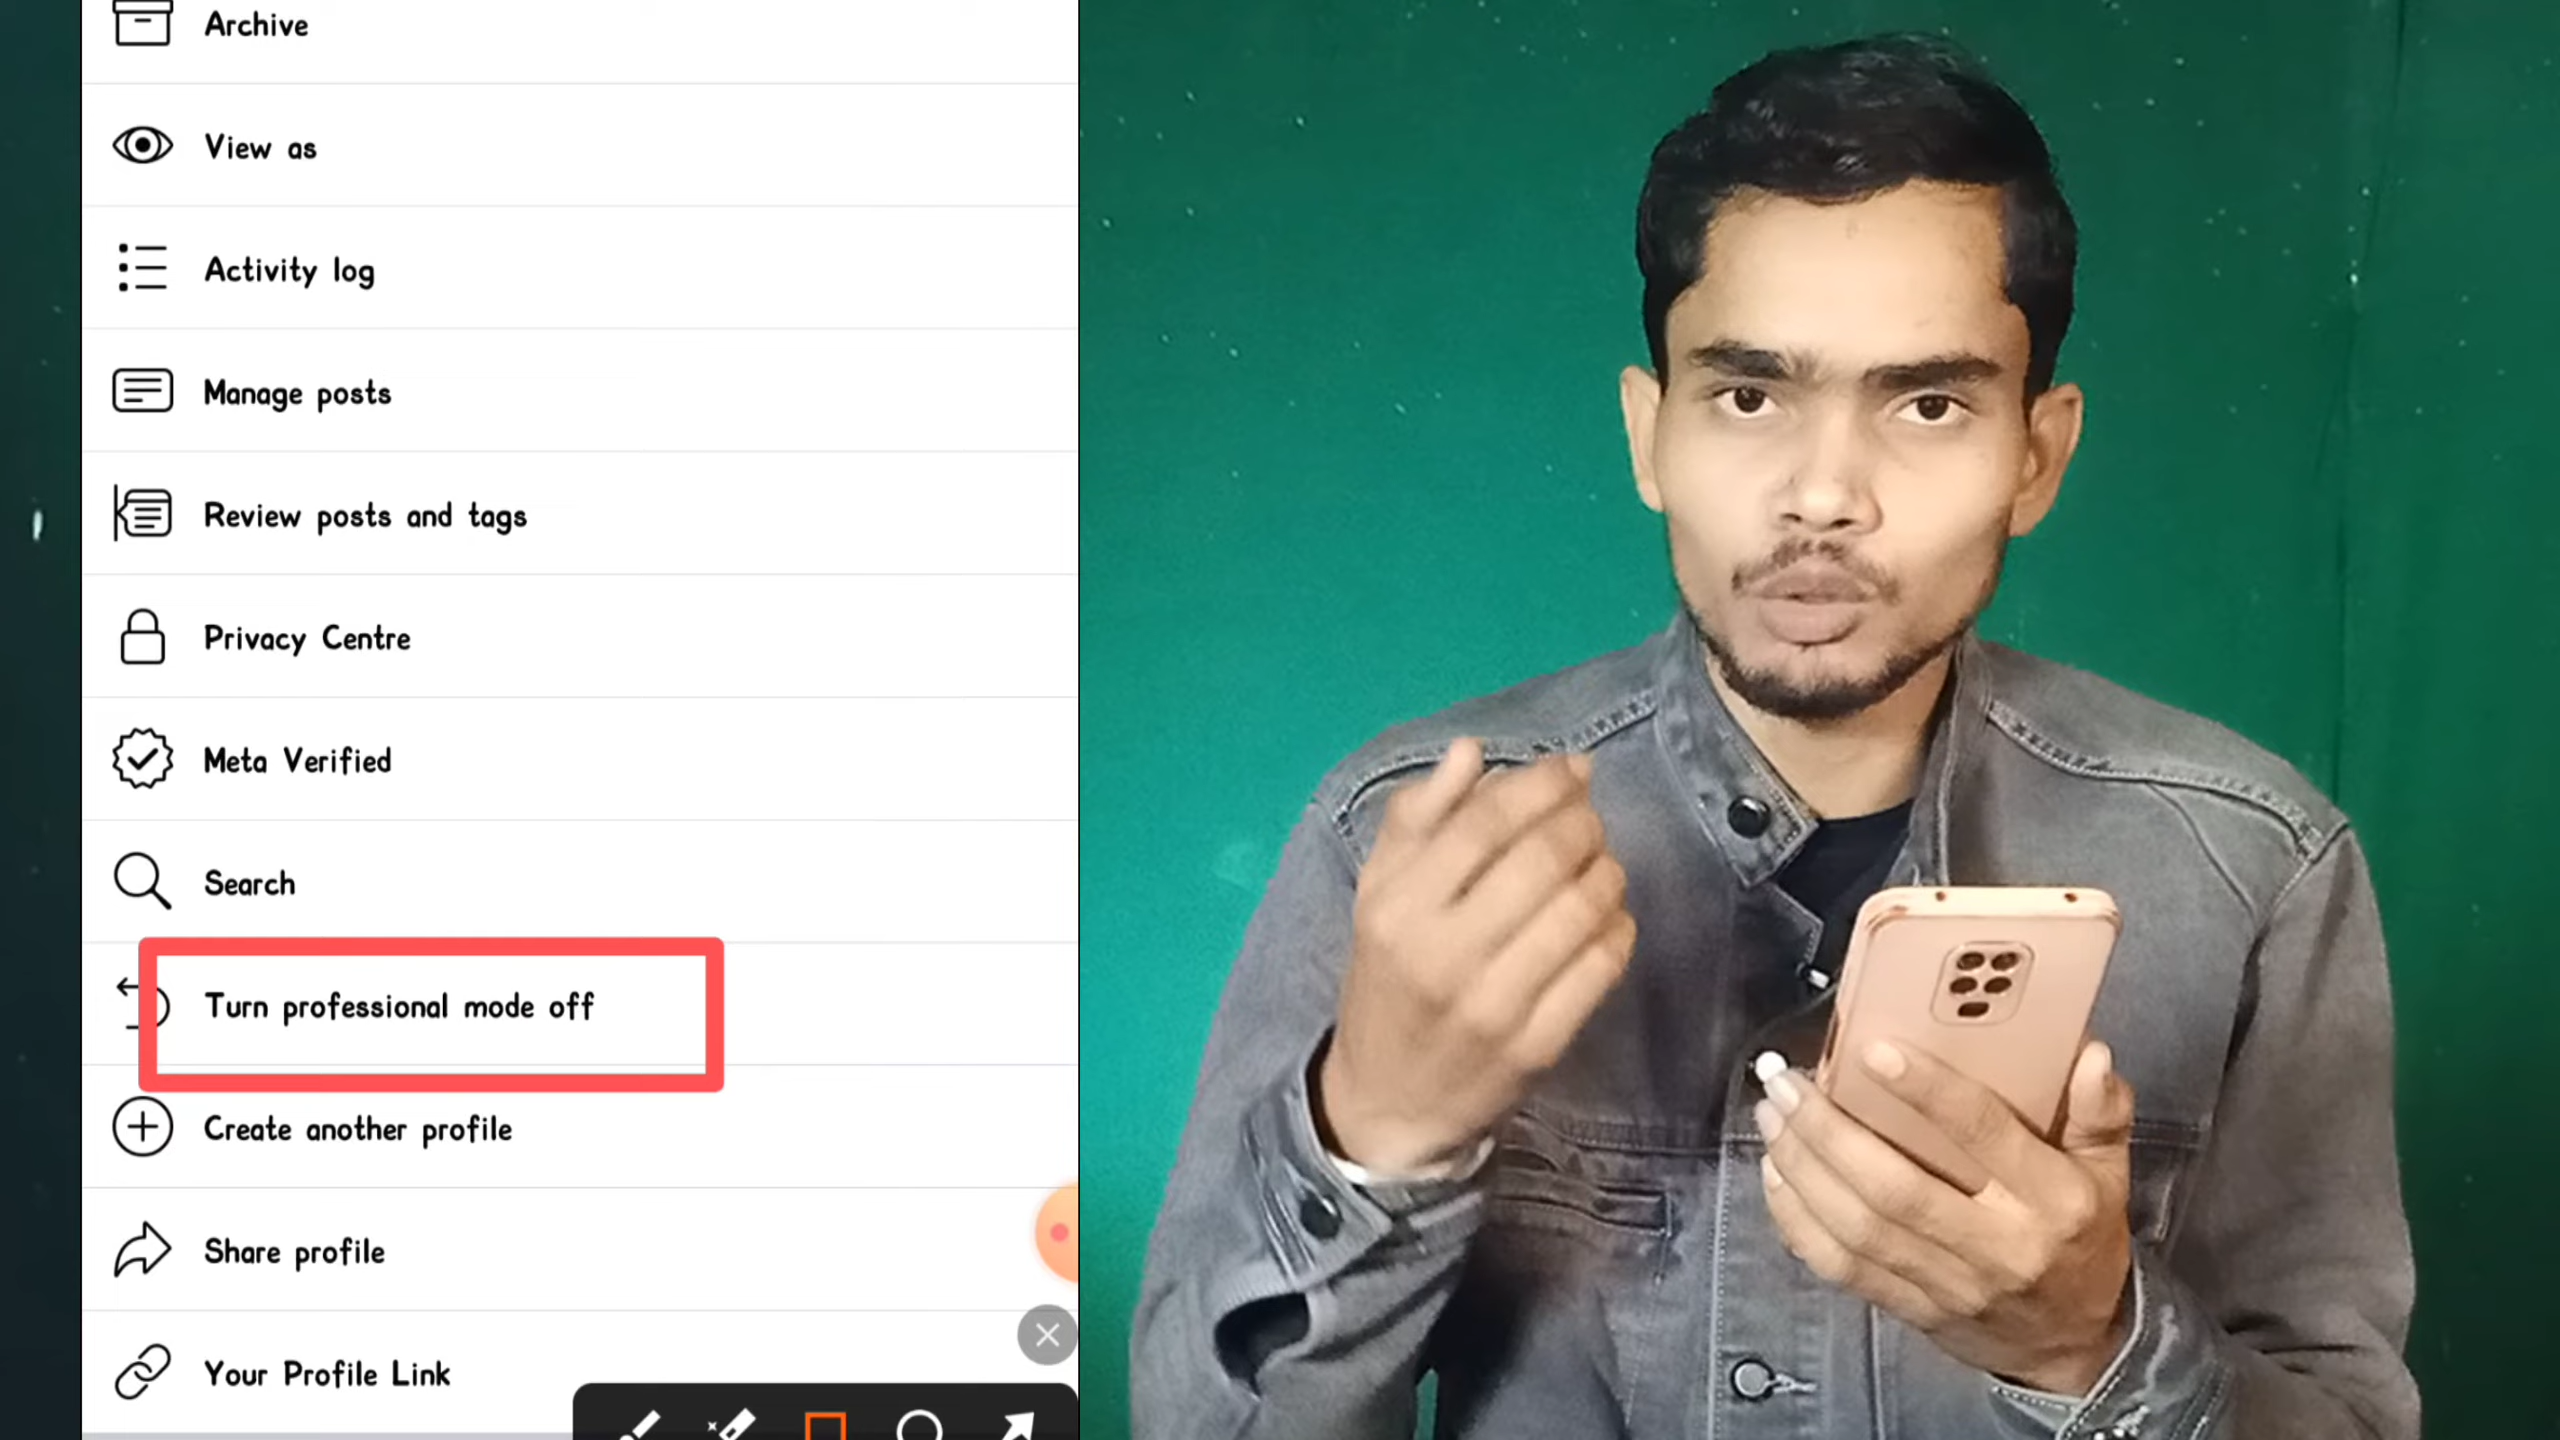 Archive
View as
Activity log
Manage posts
Review posts and tags
Privacy Centre
Meta Verified
Search
Turn professional mode off
Create another profile
Share profile
Your Profile Link